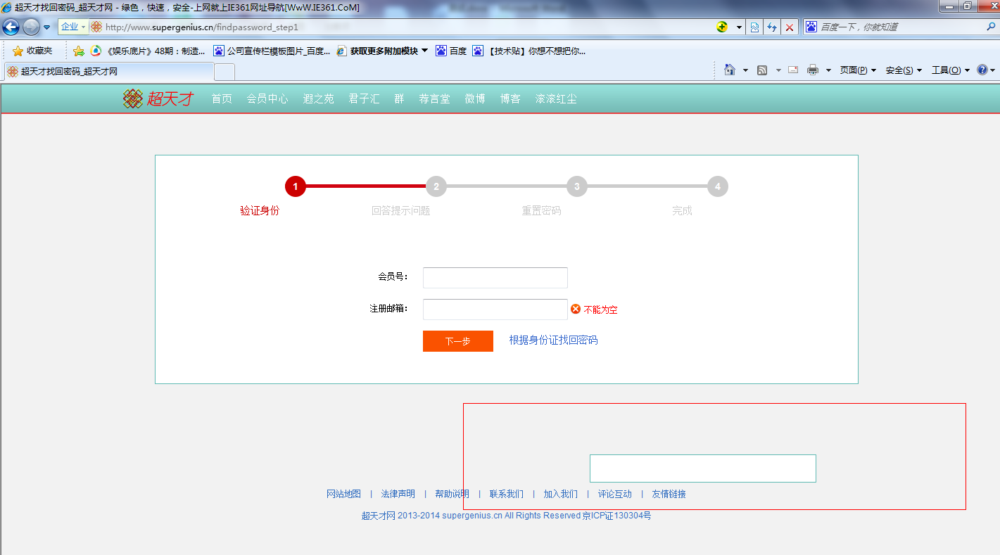 超天才找回密码_超天才网 - 绿色，快速，安全-上网就上IE361网址导航[WwW.IE361.CoM]
企业 http://www.supergenius.cn/findpassword_step1 百度一下，你就知道
收藏夹 《娱乐底片》48期：制造... 公司宣传栏模板图片_百度... 获取更多附加模块 百度 【技术贴】你想不想把你...
超天才找回密码_超天才网 页面(P) 安全(S) 工具(O)
超天才 首页 会员中心 遐之苑 君子汇 群 荐言堂 微博 博客 滚滚红尘
1 2 3 4
验证身份 回答提示问题 重置密码 完成
会员号：
注册邮箱： 不能为空
下一步 根据身份证找回密码
网站地图 | 法律声明 | 帮助说明 | 联系我们 | 加入我们 | 评论互动 | 友情链接
超天才网 2013-2014 supergenius.cn All Rights Reserved 京ICP证130304号